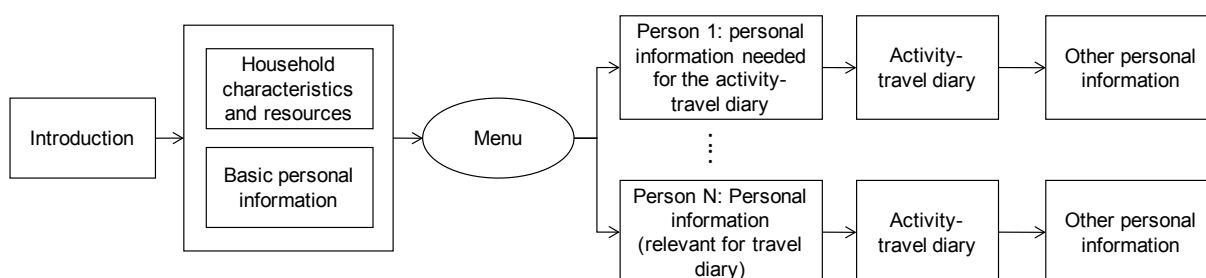 Introduction
Household
characteristics
and resources
Basic personal
information
Menu
Person 1: personal
information needed
for the activity-
travel diary
Activity-
travel diary
Other personal
information
Person N: Personal
information
(relevant for travel
diary)
Activity-
travel diary
Other personal
information